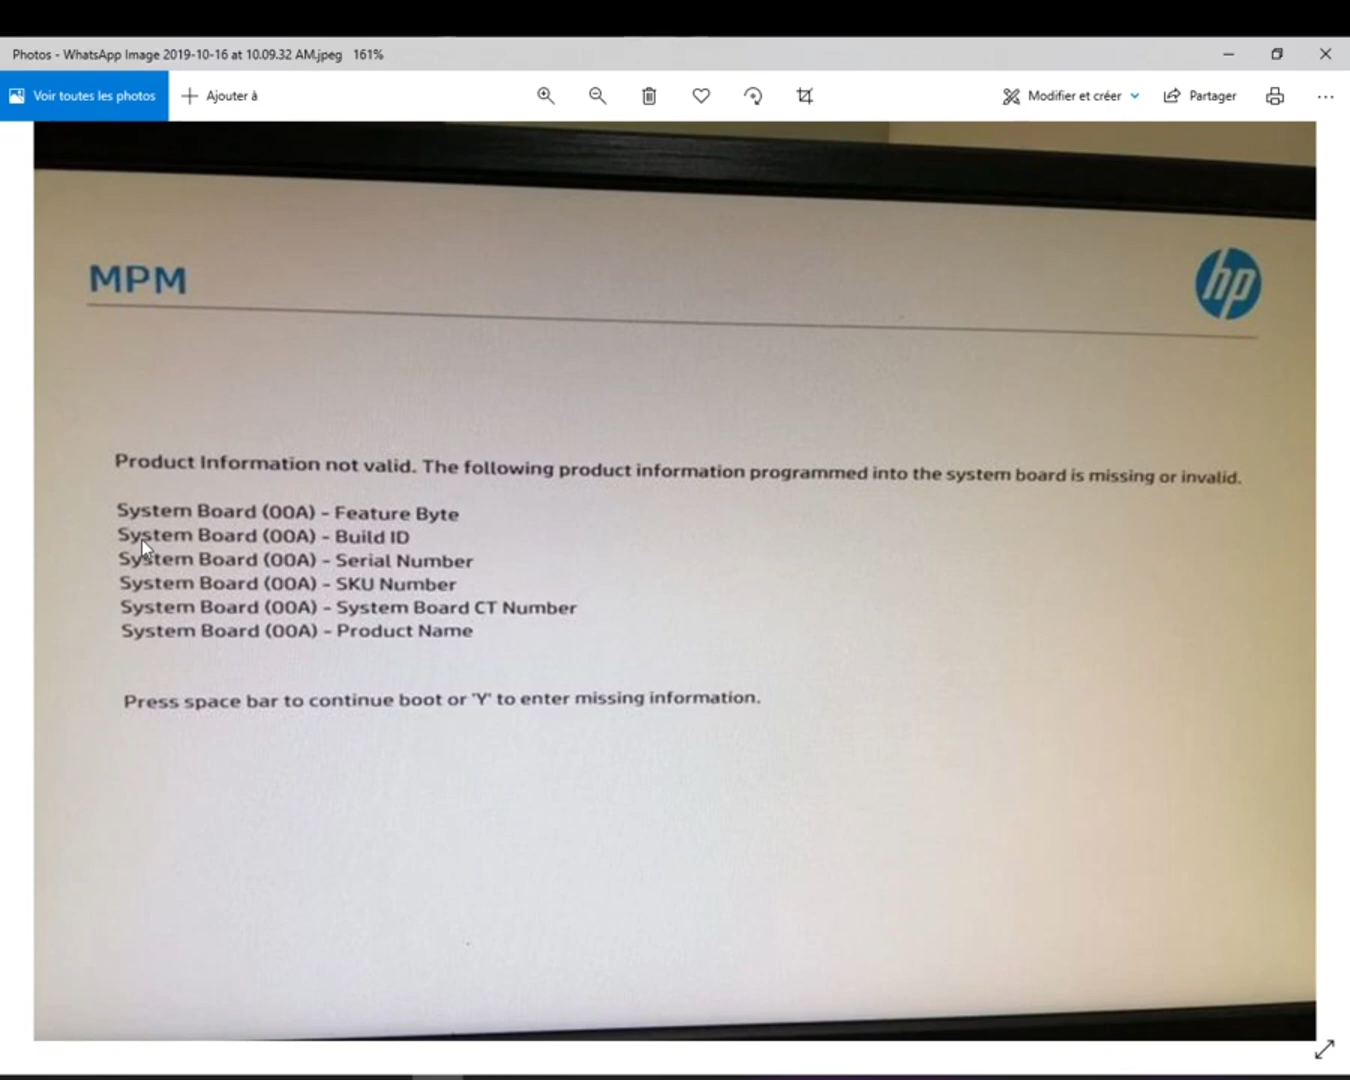 Photos - WhatsApp Image 2019-10-16 at 10.09.32 AM.jpeg 161%
Voir toutes les photos
Ajouter à
Modifier et créer
Partager
MPM
hp
Product Information not valid. The following product information programmed into the system board is missing or invalid.
System Board (00A) - Feature Byte
System Board (00A) - Build ID
System Board (00A) - Serial Number
System Board (00A) - SKU Number
System Board (00A) - System Board CT Number
System Board (00A) - Product Name
Press space bar to continue boot or 'Y' to enter missing information.